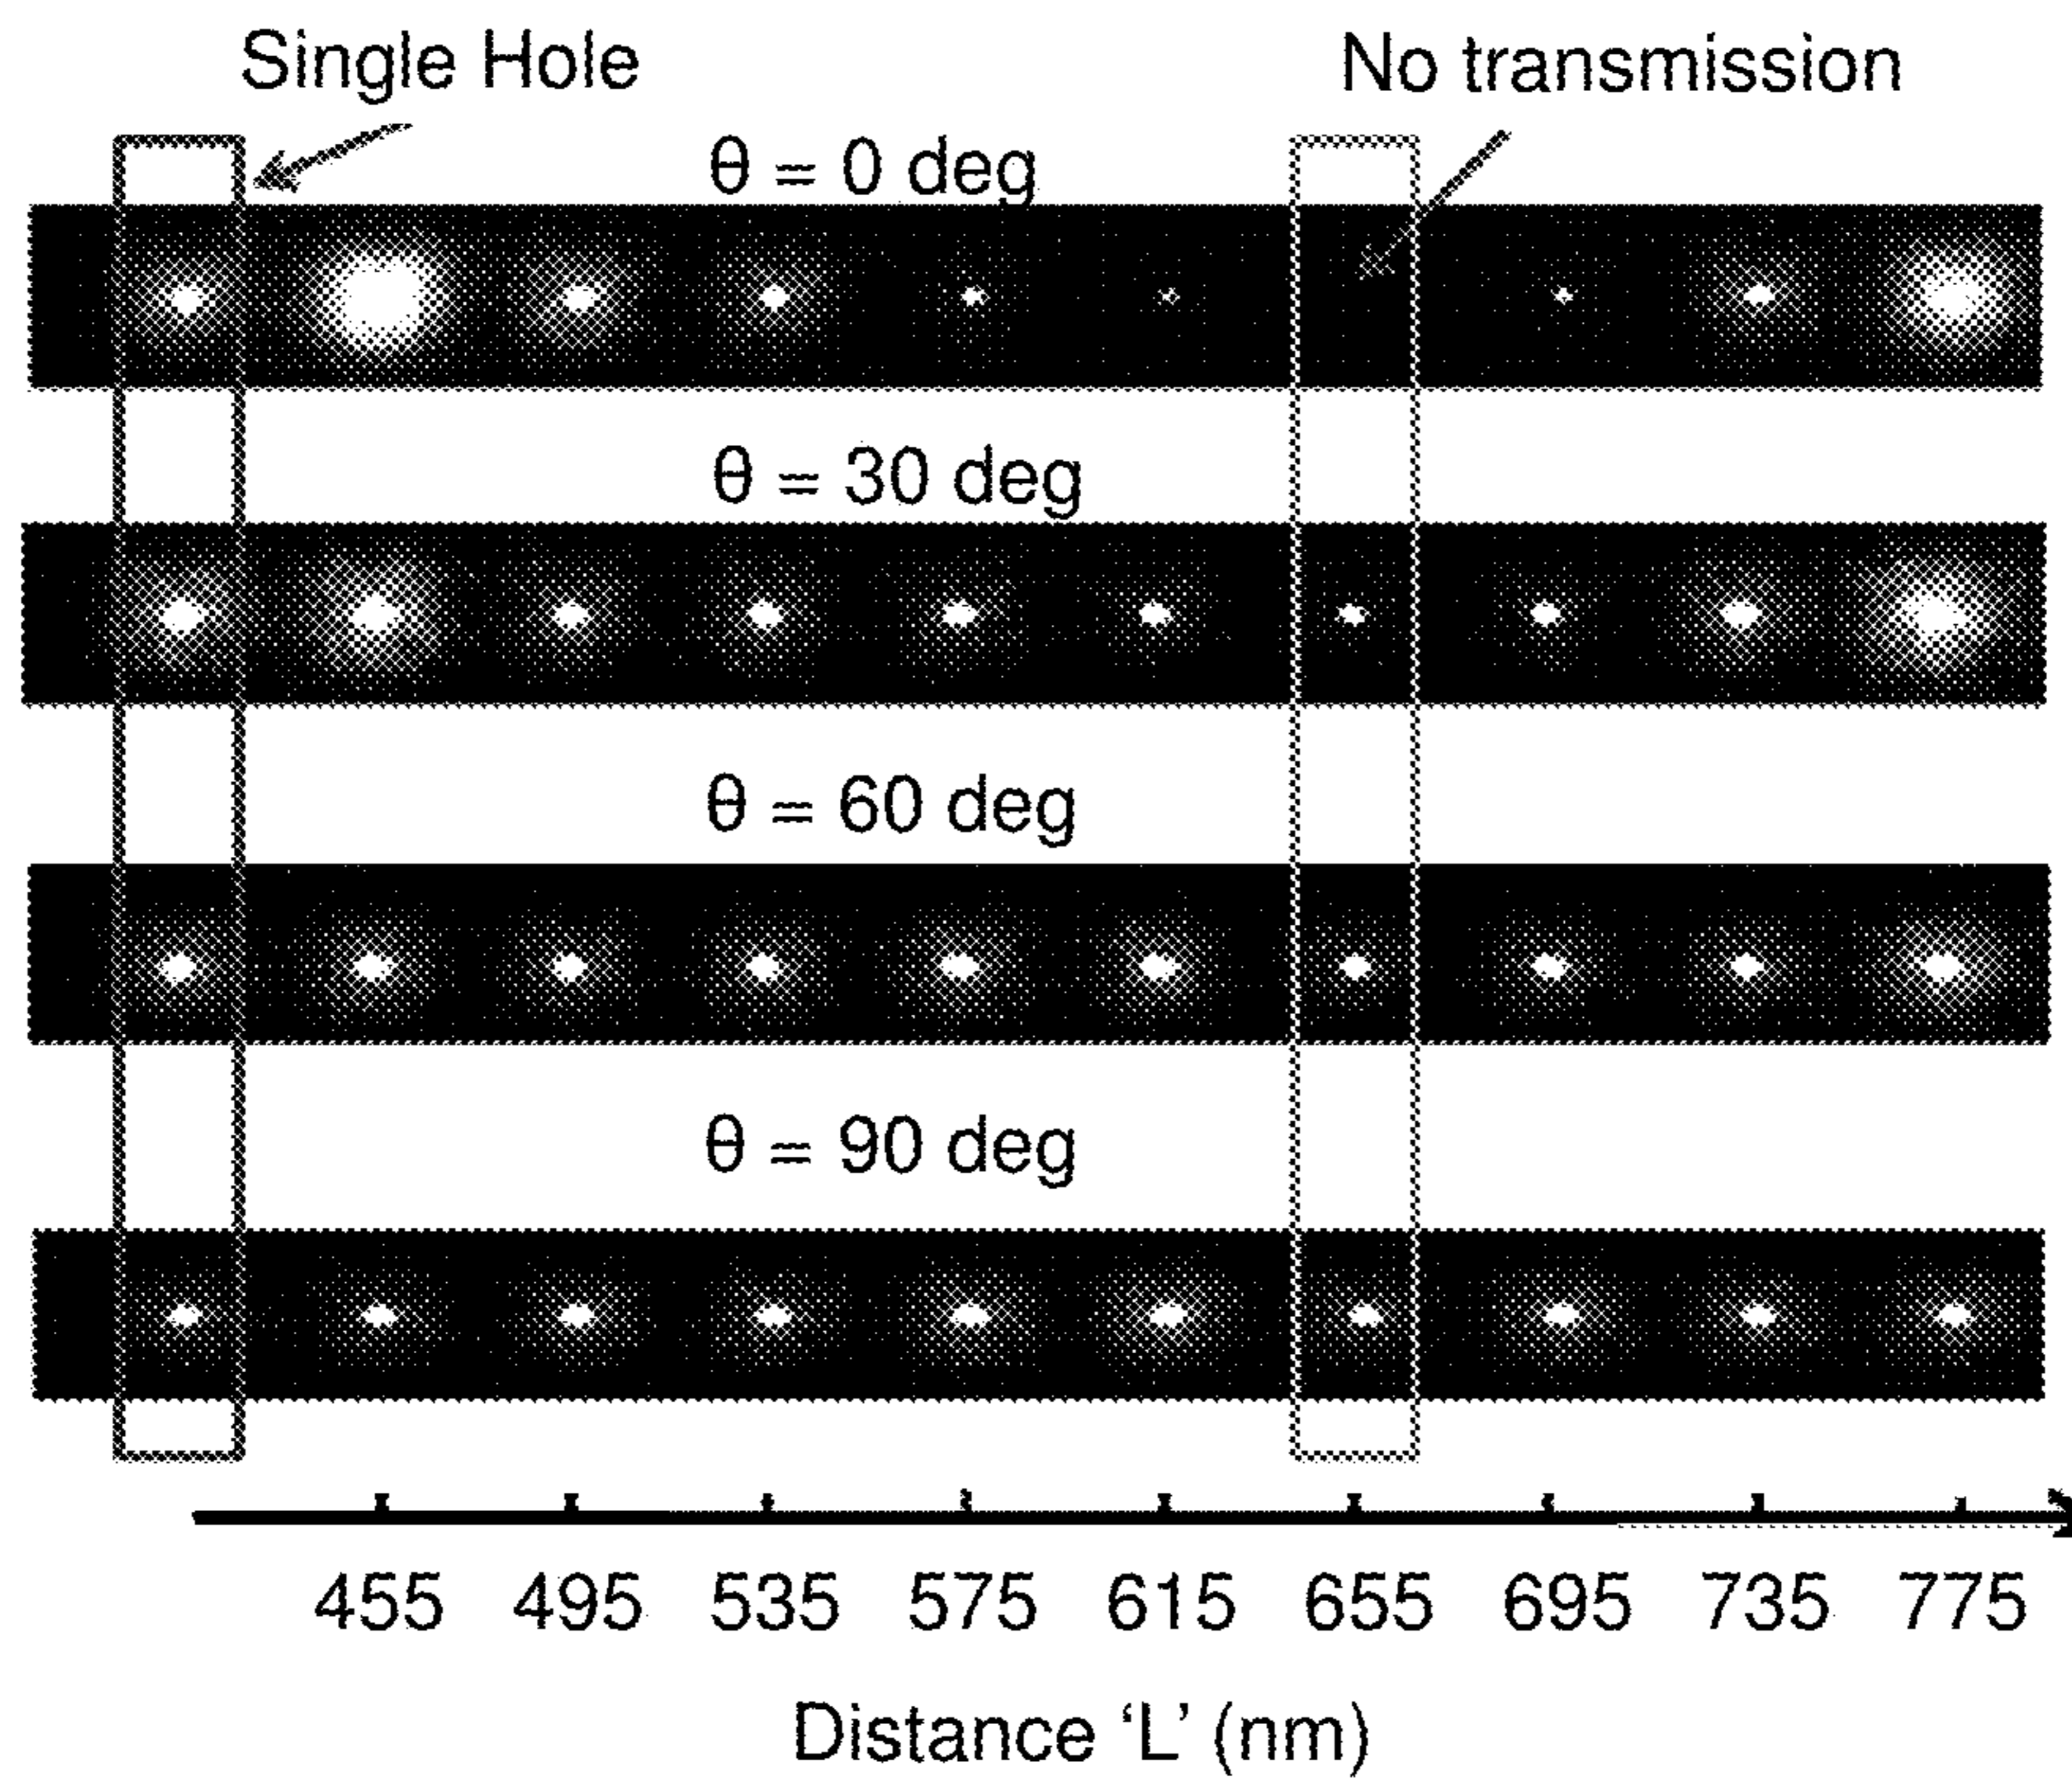 Single Hole
No transmission
θ = 0 deg
θ = 30 deg
θ = 60 deg
θ = 90 deg
455 495 535 575 615 655 695 735 775
Distance ‘L’ (nm)